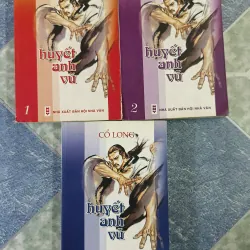 huyết
anh
vũ
1
NHÀ XUẤT BẢN HỘI NHÀ VĂN
huyết
anh
vũ
2
NHÀ XUẤT BẢN HỘI NHÀ VĂN
CỔ LONG
huyết
anh
vũ